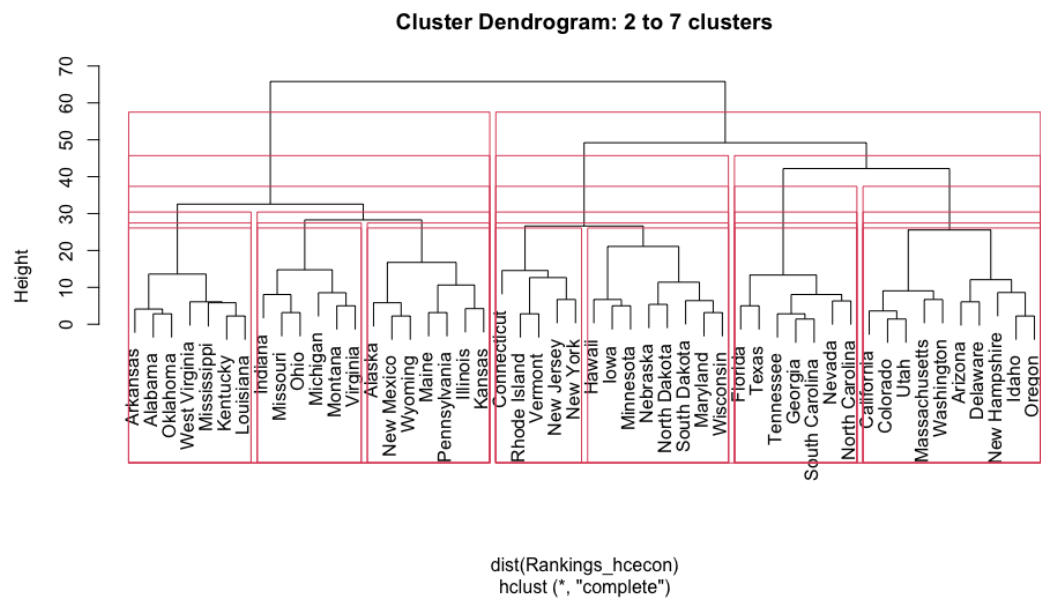 Cluster Dendrogram: 2 to 7 clusters
Height
70
60
50
40
30
20
10
0
Arkansas
Alabama
Oklahoma
West Virginia
Mississippi
Kentucky
Louisiana
Indiana
Missouri
Ohio
Michigan
Montana
Virginia
Alaska
New Mexico
Wyoming
Maine
Pennsylvania
Illinois
Kansas
Connecticut
Rhode Island
Vermont
New Jersey
New York
Hawaii
Iowa
Minnesota
Nebraska
North Dakota
South Dakota
Maryland
Wisconsin
Florida
Texas
Tennessee
Georgia
South Carolina
Nevada
North Carolina
California
Colorado
Utah
Massachusetts
Washington
Arizona
Delaware
New Hampshire
Idaho
Oregon
dist(Rankings_hcecon)
hclust (*, "complete")